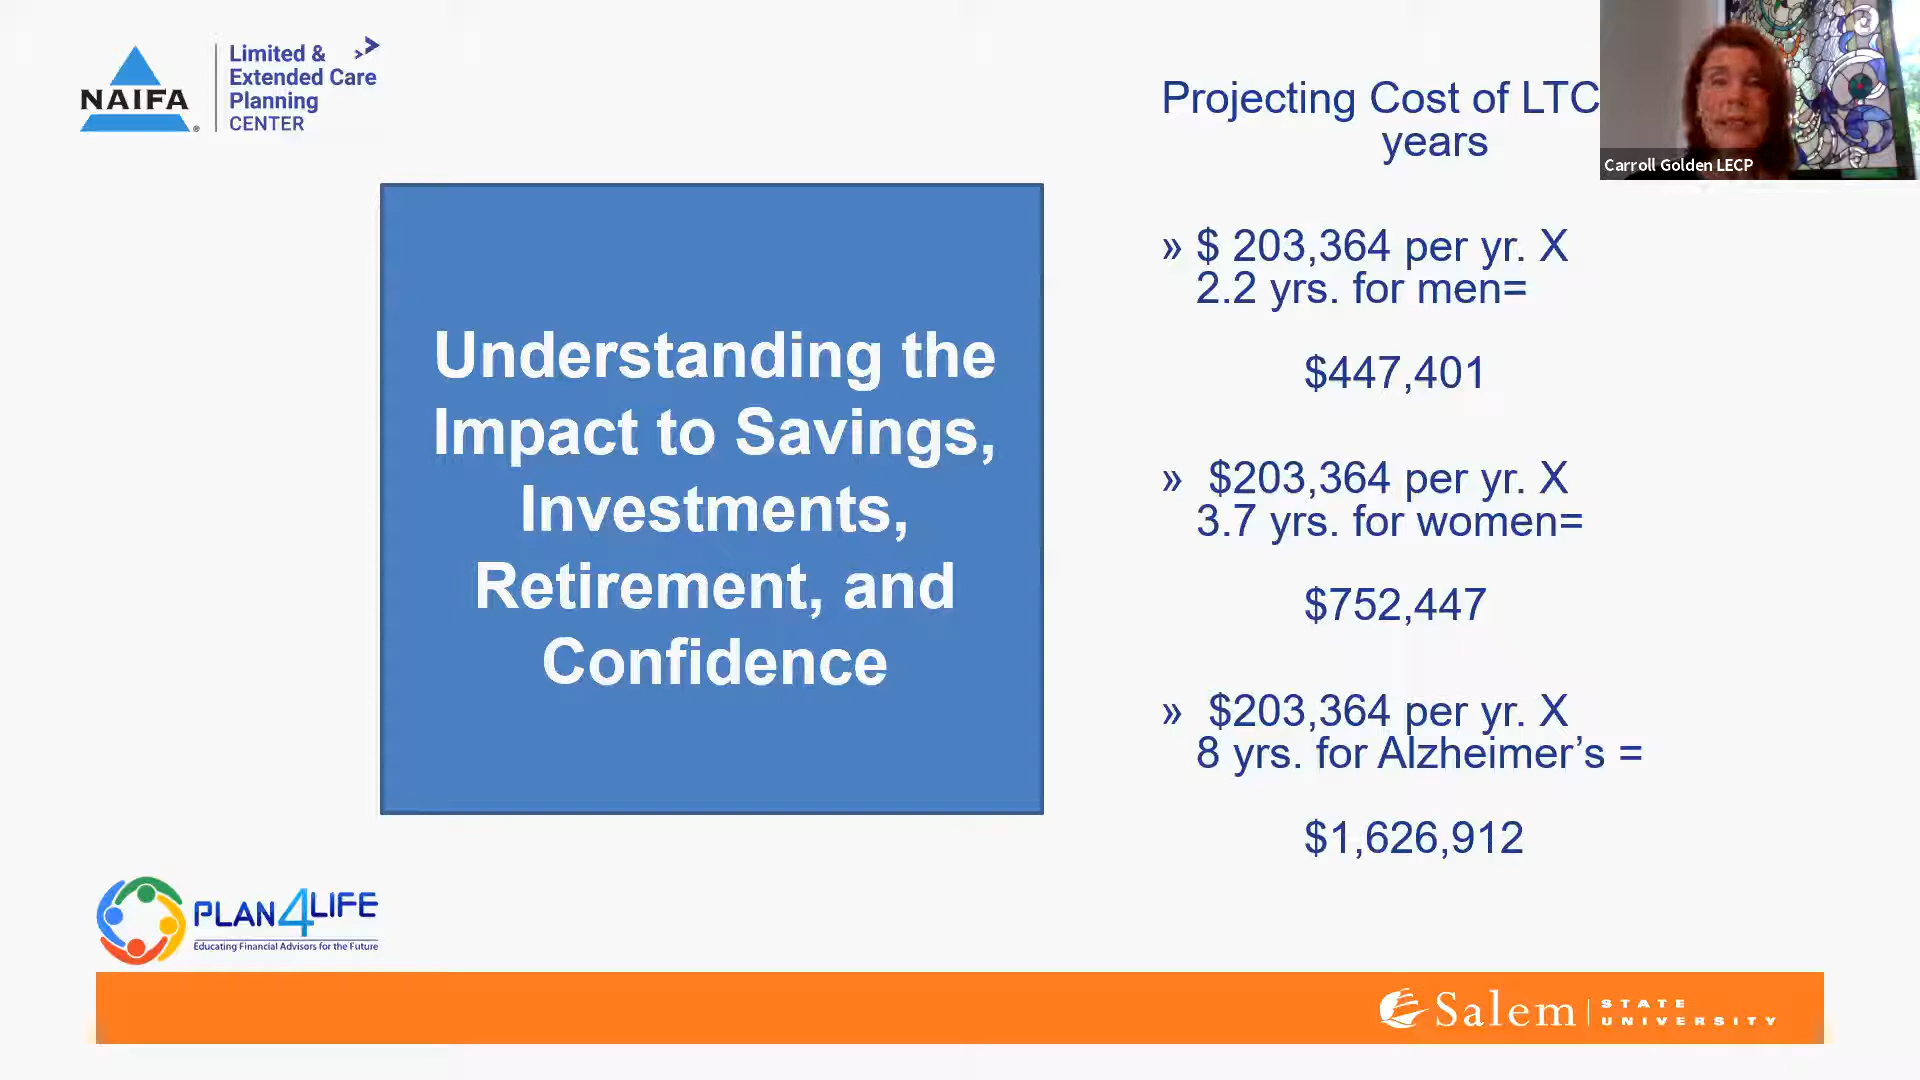 NAIFA
®
Limited &
Extended Care
Planning
CENTER
Projecting Cost of LTC
years
Carroll Golden LECP
Understanding the
Impact to Savings,
Investments,
Retirement, and
Confidence
» $ 203,364 per yr. X
2.2 yrs. for men=
$447,401
» $203,364 per yr. X
3.7 yrs. for women=
$752,447
» $203,364 per yr. X
8 yrs. for Alzheimer’s =
$1,626,912
PLAN4LIFE
Educating Financial Advisors for the Future
Salem
STATE
UNIVERSITY